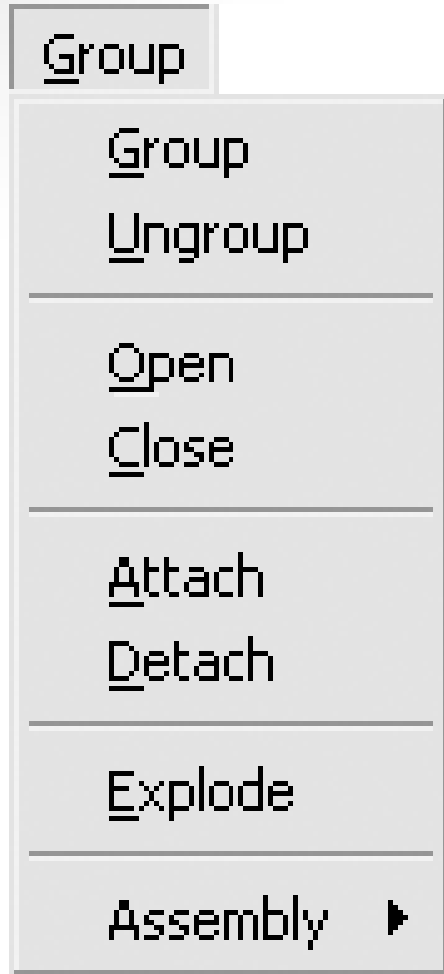 Group
Group
Ungroup
Open
Close
Attach
Detach
Explode
Assembly